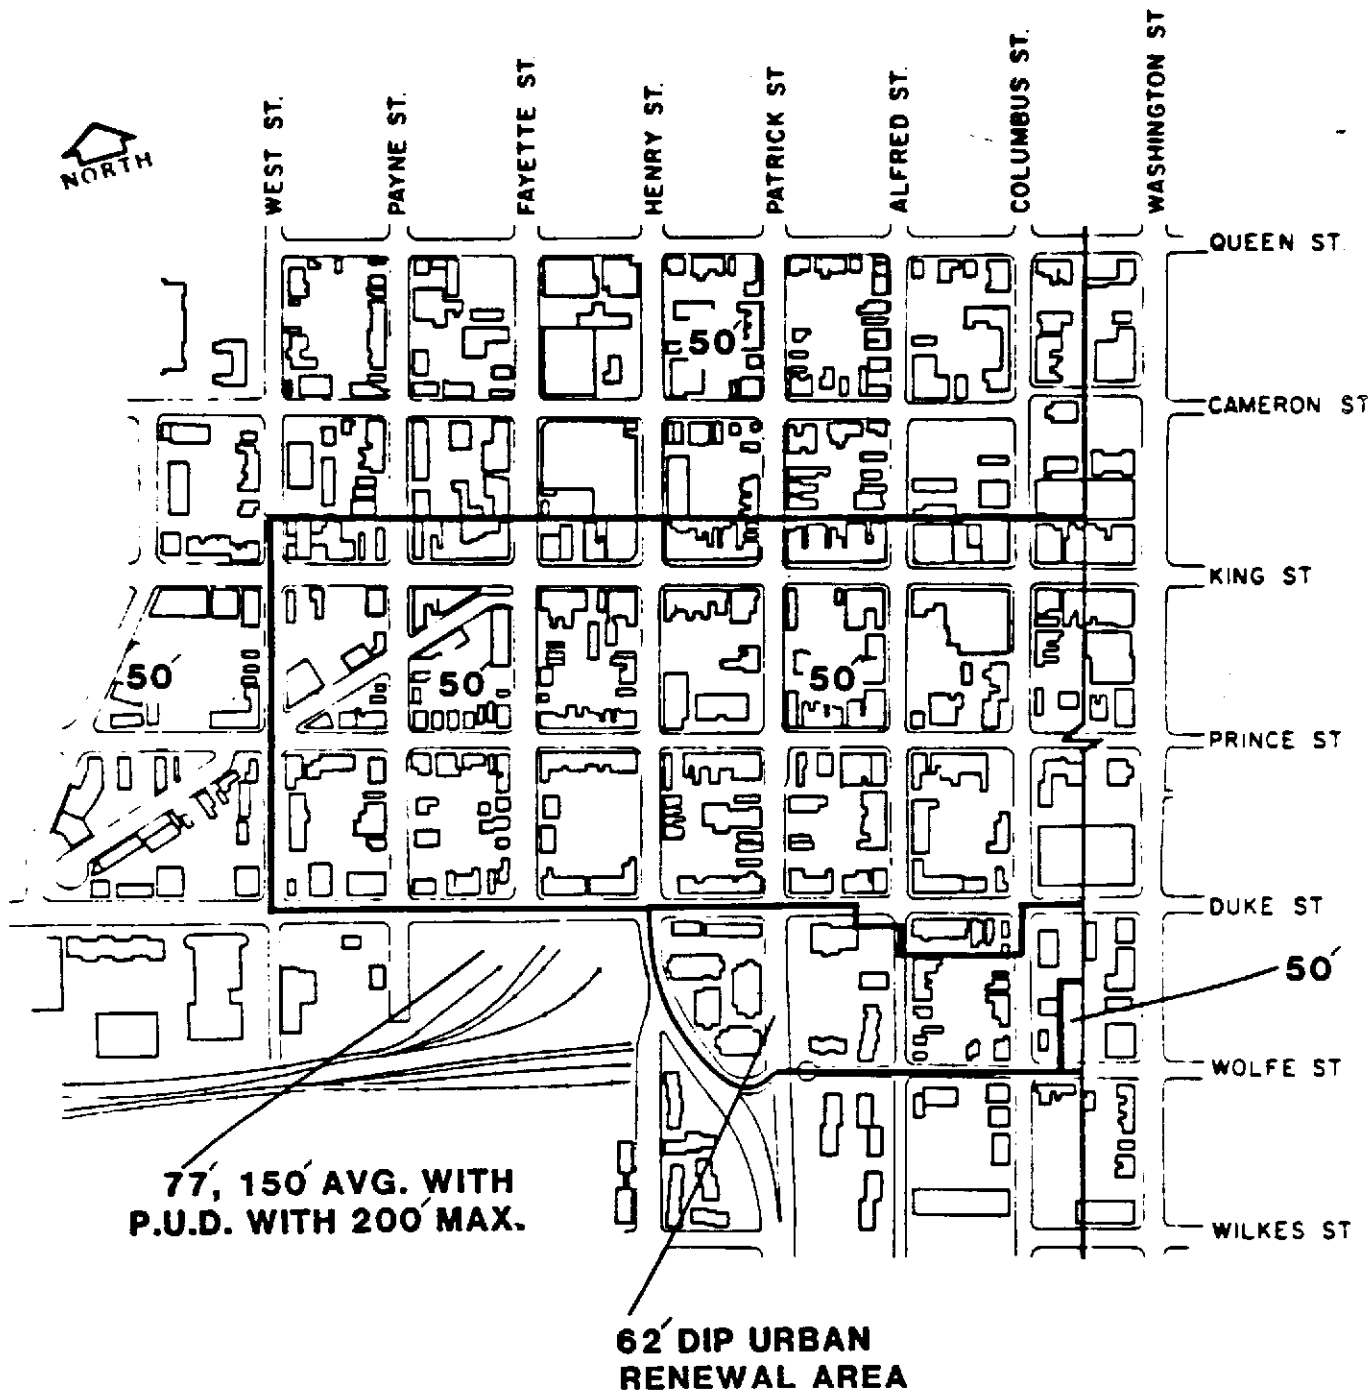 WEST ST.
PAYNE ST.
FAYETTE ST
HENRY ST.
PATRICK ST
ALFRED ST.
COLUMBUS ST.
WASHINGTON ST
NORTH
QUEEN ST.
50'
CAMERON ST
KING ST
50'
50'
50'
PRINCE ST
DUKE ST
50'
WOLFE ST
77', 150' AVG. WITH
P.U.D. WITH 200' MAX.
WILKES ST
62' DIP URBAN
RENEWAL AREA